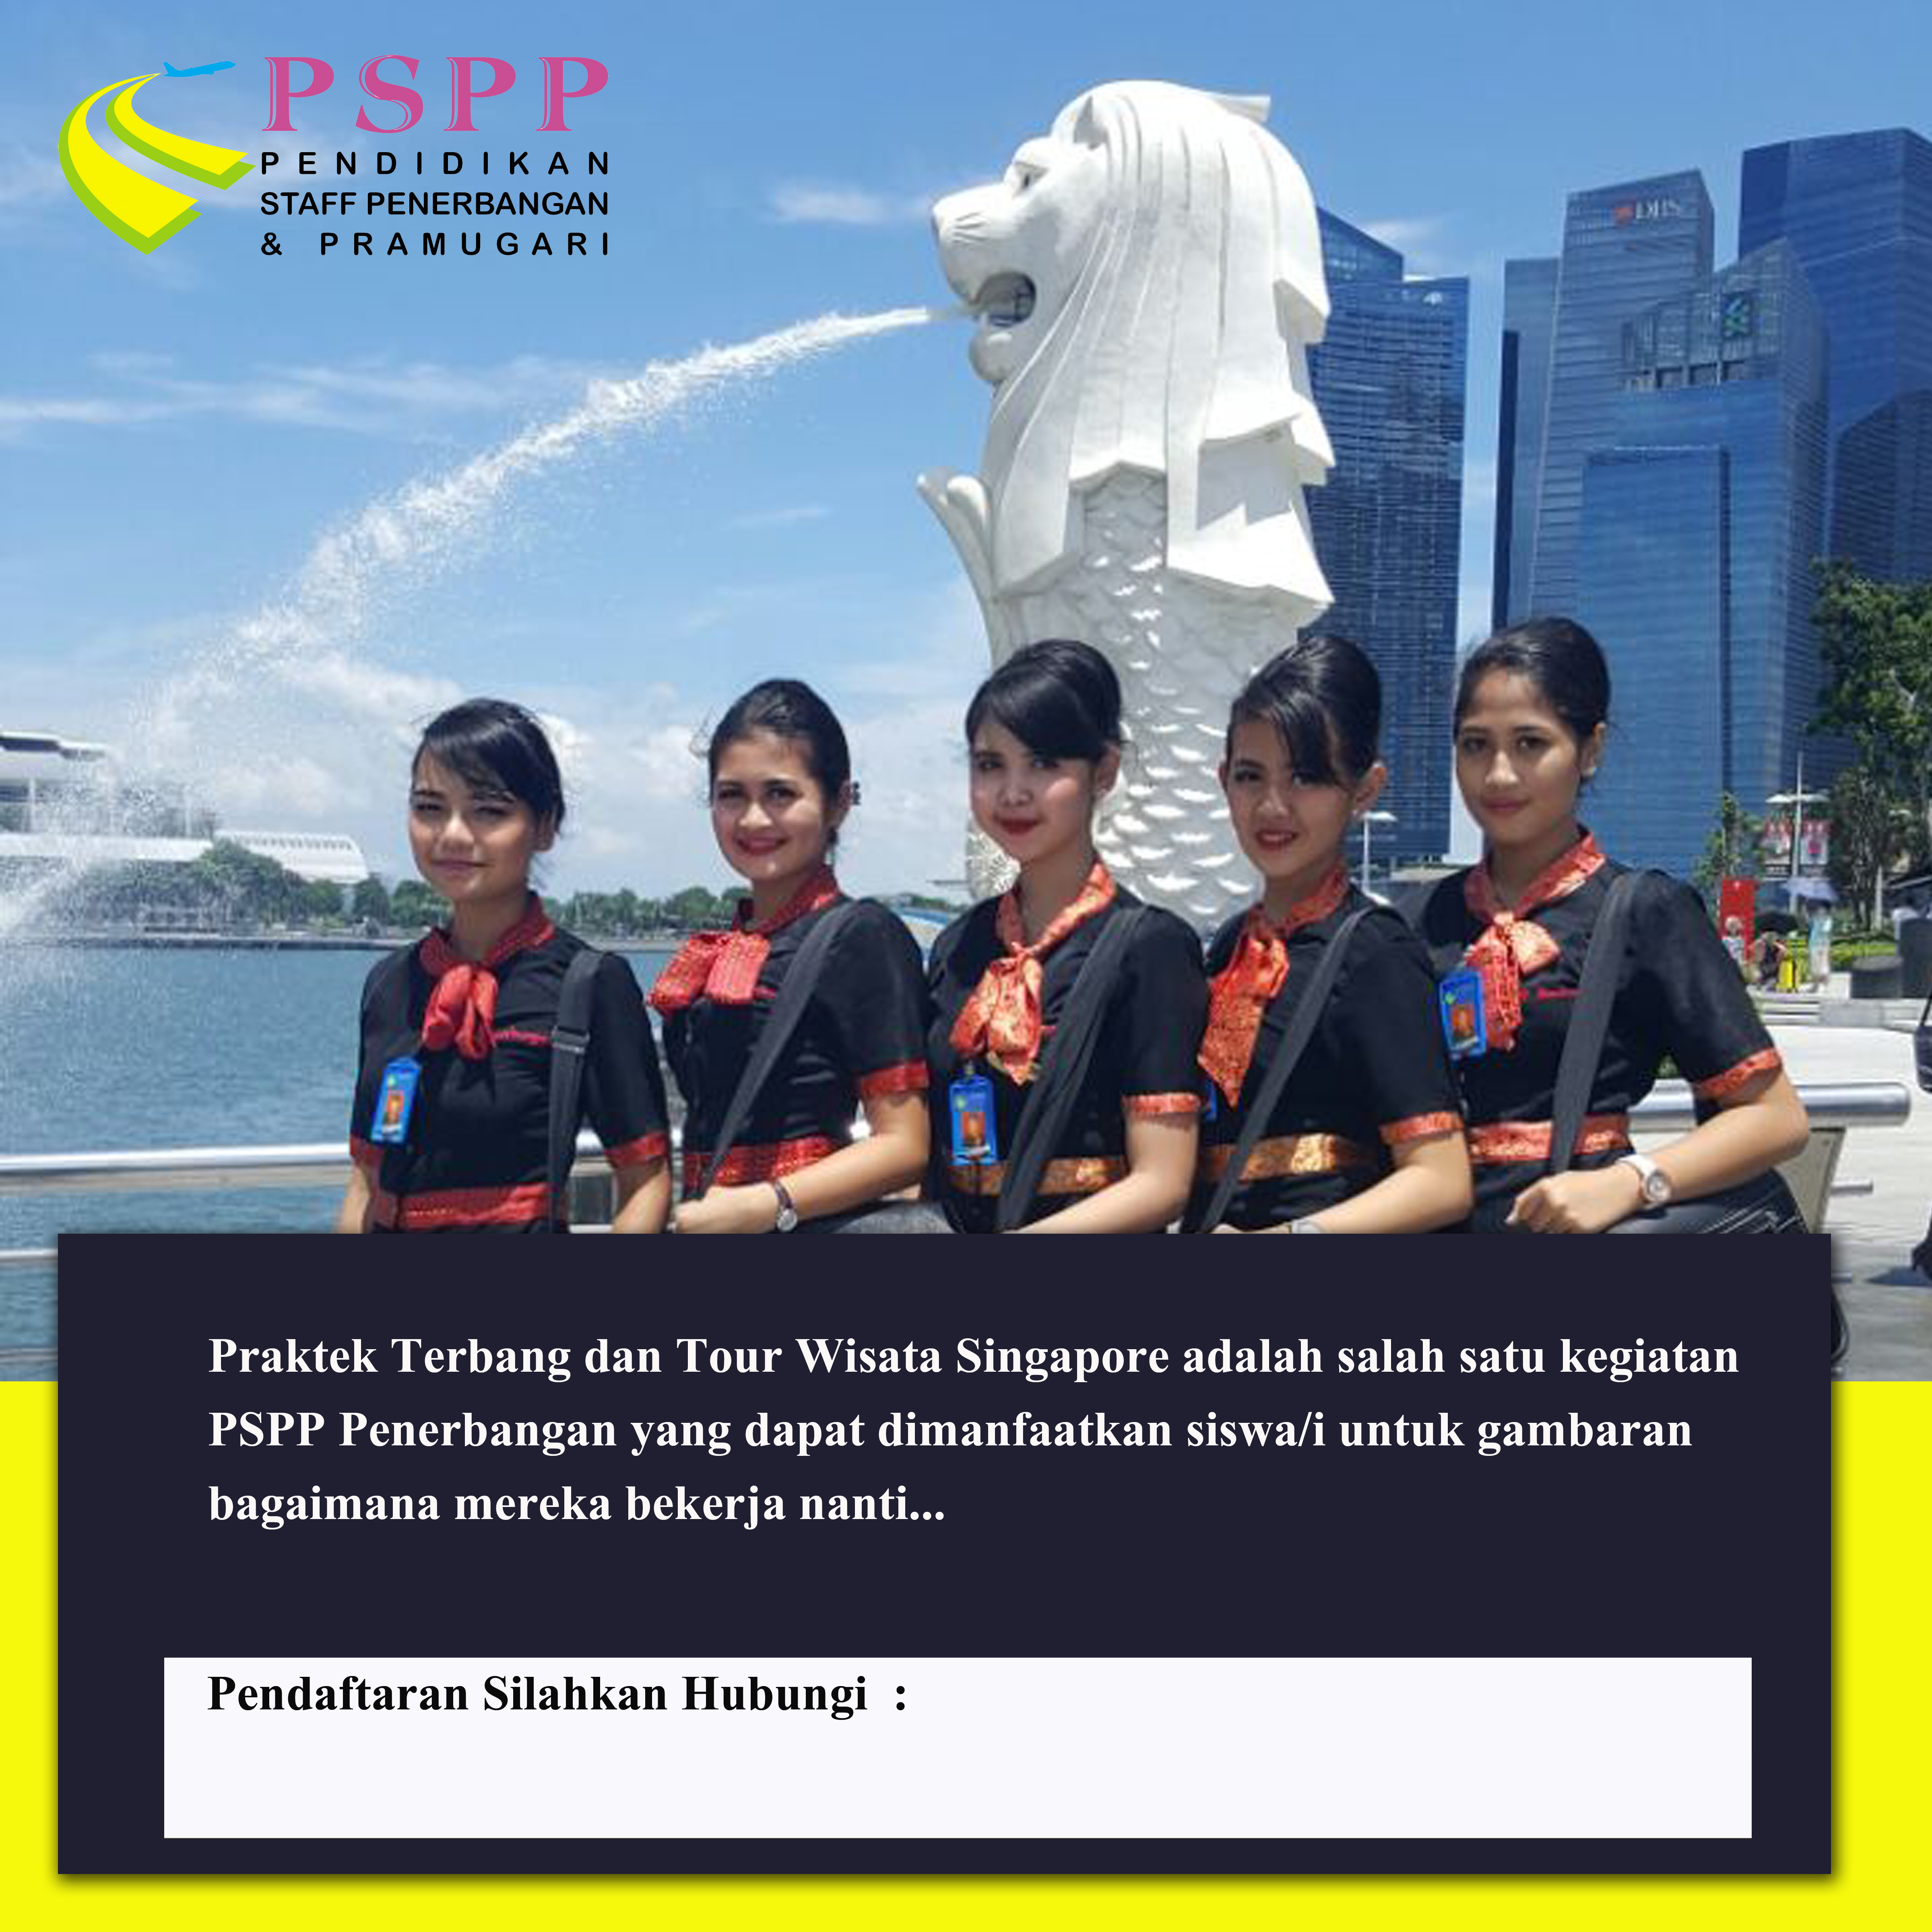 PSPP
PENDIDIKAN
STAFF PENERBANGAN
& PRAMUGARI
DBS
Praktek Terbang dan Tour Wisata Singapore adalah salah satu kegiatan
PSPP Penerbangan yang dapat dimanfaatkan siswa/i untuk gambaran
bagaimana mereka bekerja nanti...
Pendaftaran Silahkan Hubungi :